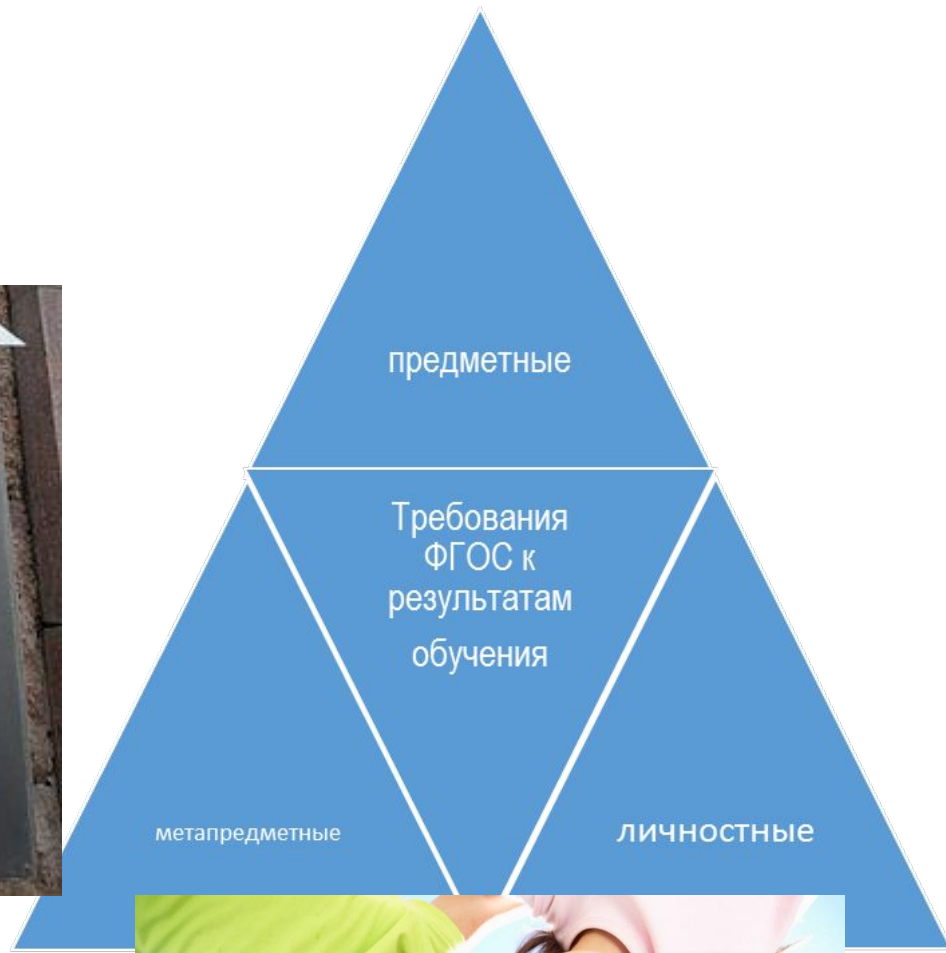 предметные
Требования
ФГОС к
результатам
обучения
метапредметные
личностные